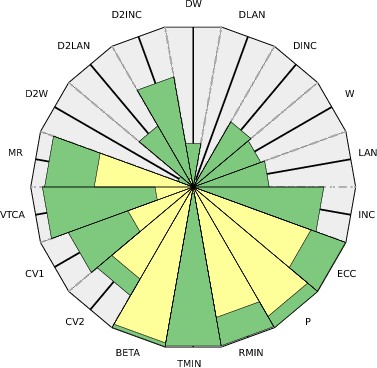 DW
D2INC DLAN
D2LAN DINC
D2W W
MR LAN
VTCA INC
CV1 ECC
CV2 P
BETA RMIN
TMIN